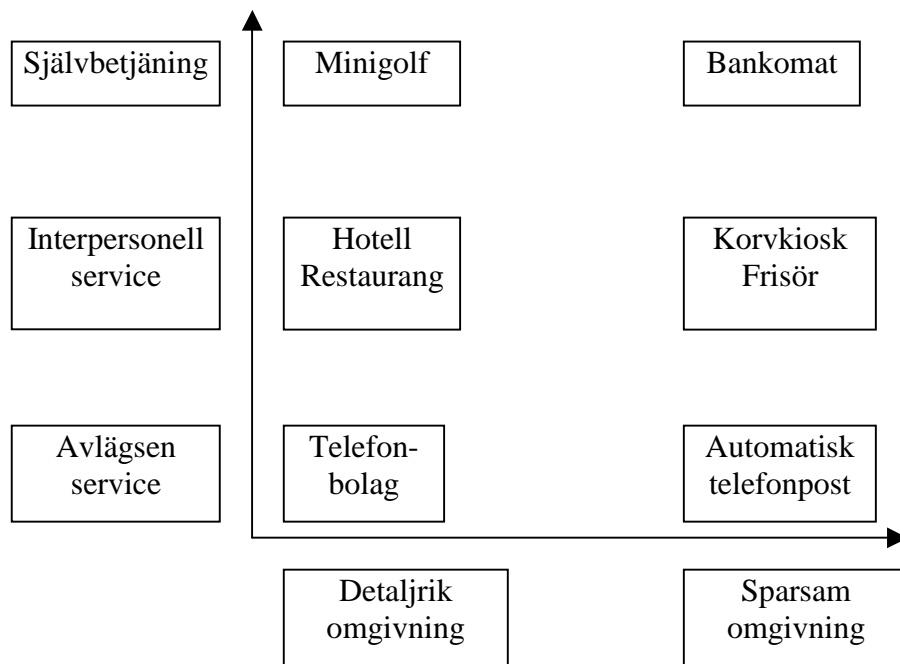 Självbetjäning
Minigolf
Bankomat
Interpersonell
service
Hotell
Restaurang
Korvkiosk
Frisör
Avlägsen
service
Telefon-
bolag
Automatisk
telefonpost
Detaljrik
omgivning
Sparsam
omgivning